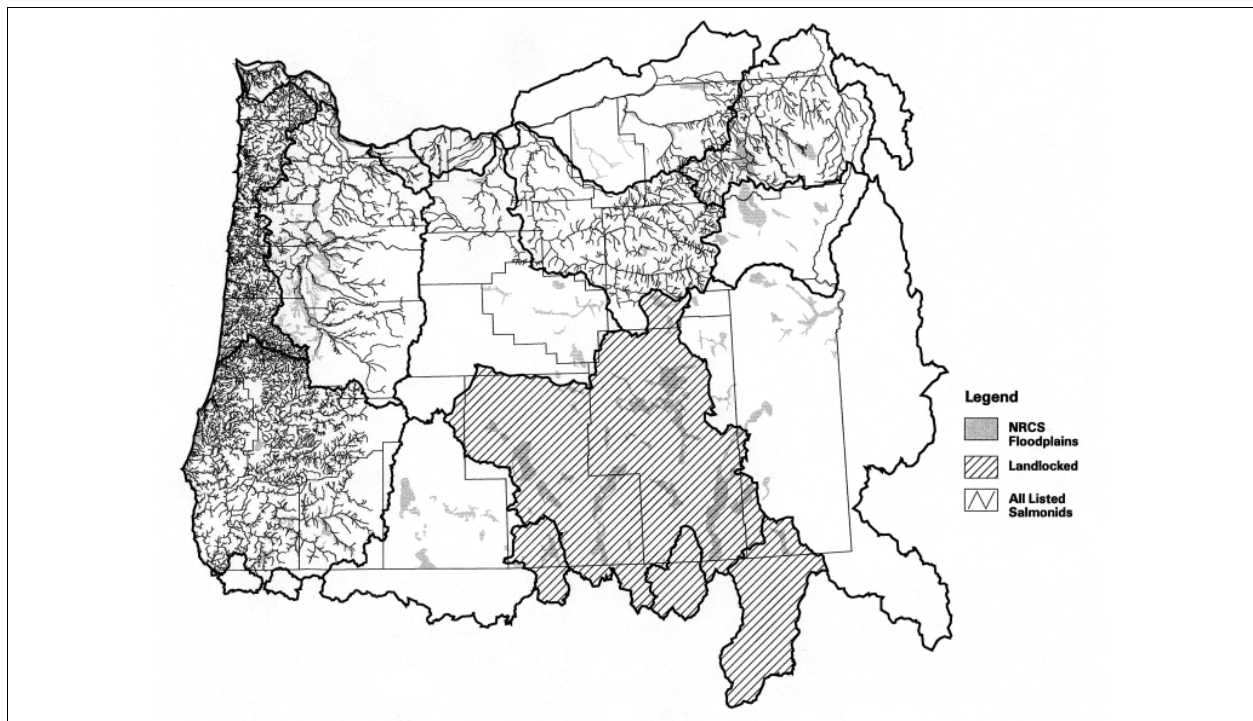 Legend
NRCS
Floodplains
Landlocked
All Listed
Salmonids